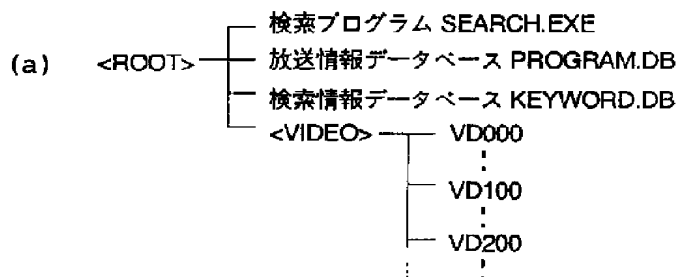 検索プログラム SEARCH.EXE
(a) <ROOT> 放送情報データベース PROGRAM.DB
検索情報データベース KEYWORD.DB
<VIDEO> VD000
VD100
VD200